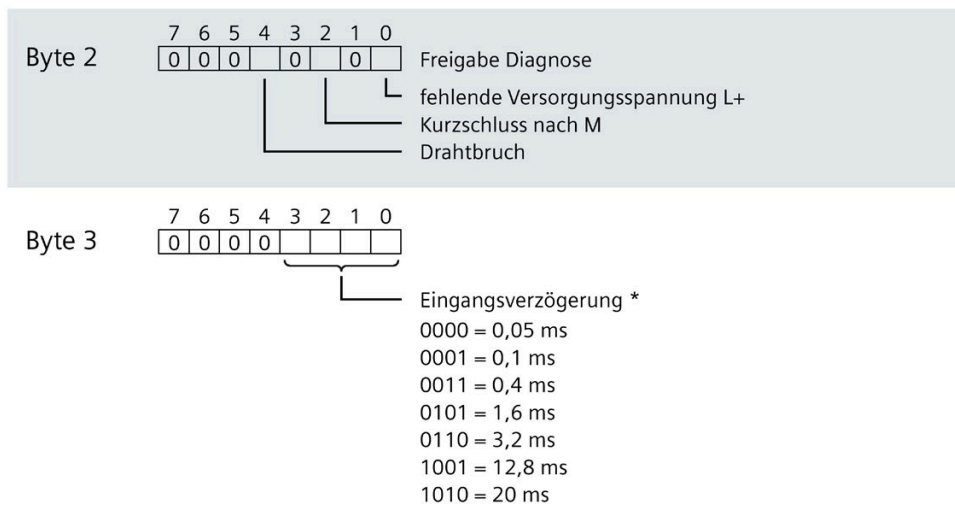 7 6 5 4 3 2 1 0
Byte 2 0 0 0 0 0 Freigabe Diagnose
fehlende Versorgungsspannung L+
Kurzschluss nach M
Drahtbruch
7 6 5 4 3 2 1 0
Byte 3 0 0 0 0
Eingangsverzögerung *
0000 = 0,05 ms
0001 = 0,1 ms
0011 = 0,4 ms
0101 = 1,6 ms
0110 = 3,2 ms
1001 = 12,8 ms
1010 = 20 ms